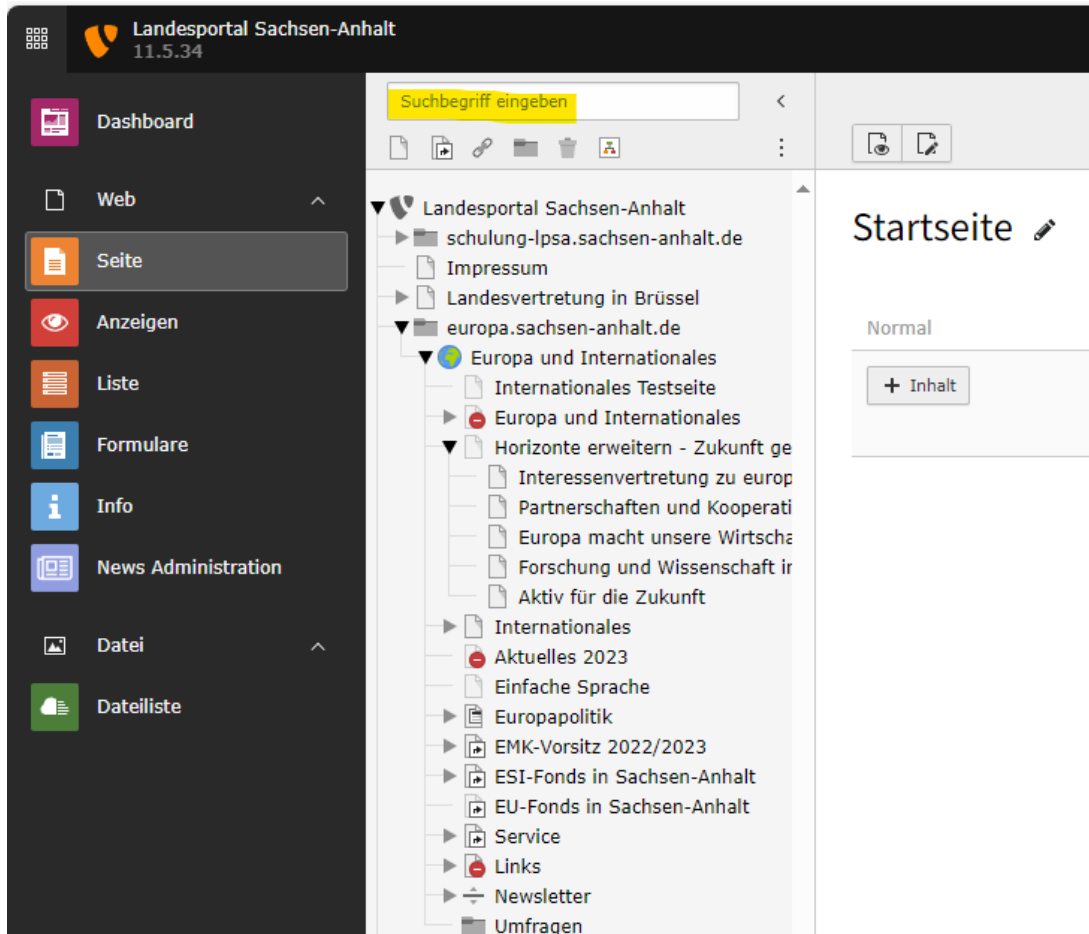 Landesportal Sachsen-Anhalt
11.5.34
Dashboard
Web
Seite
Anzeigen
Liste
Formulare
Info
News Administration
Datei
Dateiliste
Suchbegriff eingeben
Landesportal Sachsen-Anhalt
schulung-lpsa.sachsen-anhalt.de
Impressum
Landesvertretung in Brüssel
europa.sachsen-anhalt.de
Europa und Internationales
Internationales Testseite
Europa und Internationales
Horizonte erweitern - Zukunft ge
Interessenvertretung zu europ
Partnerschaften und Kooperati
Europa macht unsere Wirtscha
Forschung und Wissenschaft in
Aktiv für die Zukunft
Internationales
Aktuelles 2023
Einfache Sprache
Europapolitik
EMK-Vorsitz 2022/2023
ESI-Fonds in Sachsen-Anhalt
EU-Fonds in Sachsen-Anhalt
Service
Links
Newsletter
Umfragen
Startseite
Normal
+ Inhalt